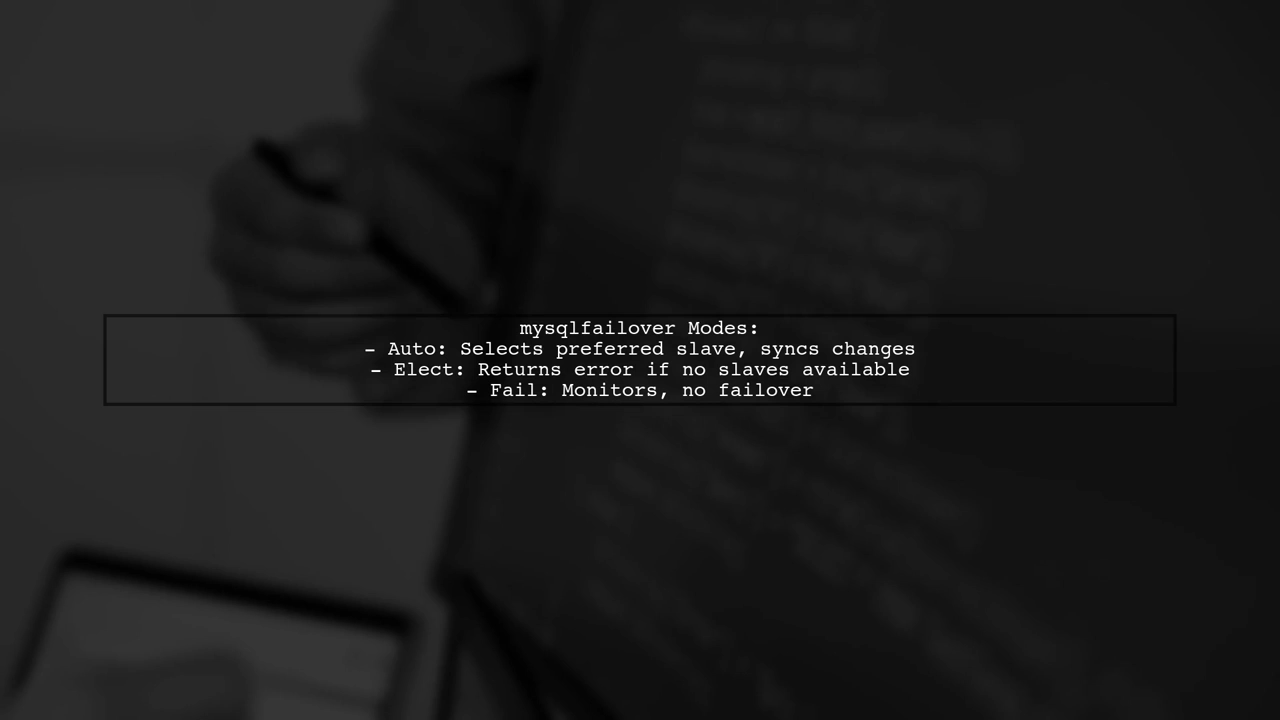 mysqlfailover Modes:
- Auto: Selects preferred slave, syncs changes
- Elect: Returns error if no slaves available
- Fail: Monitors, no failover